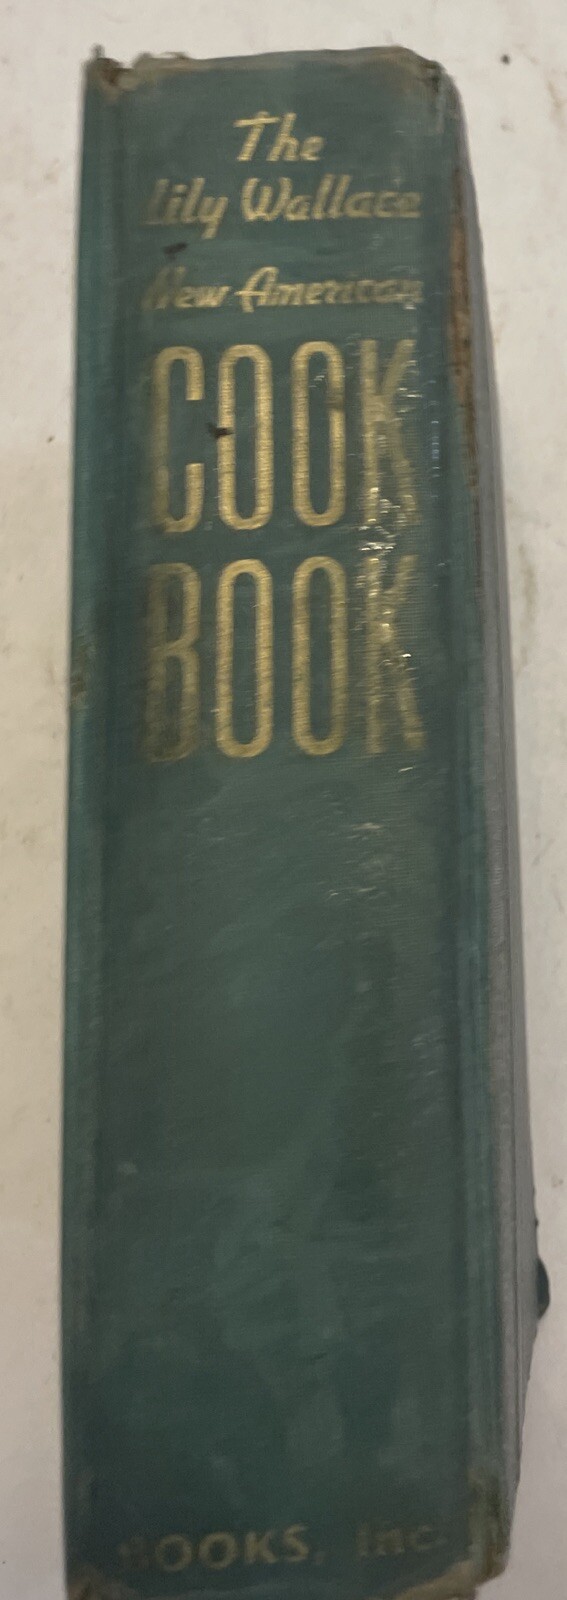 The
Lily Wallace
New American
COOK
BOOK
BOOKS, Inc.